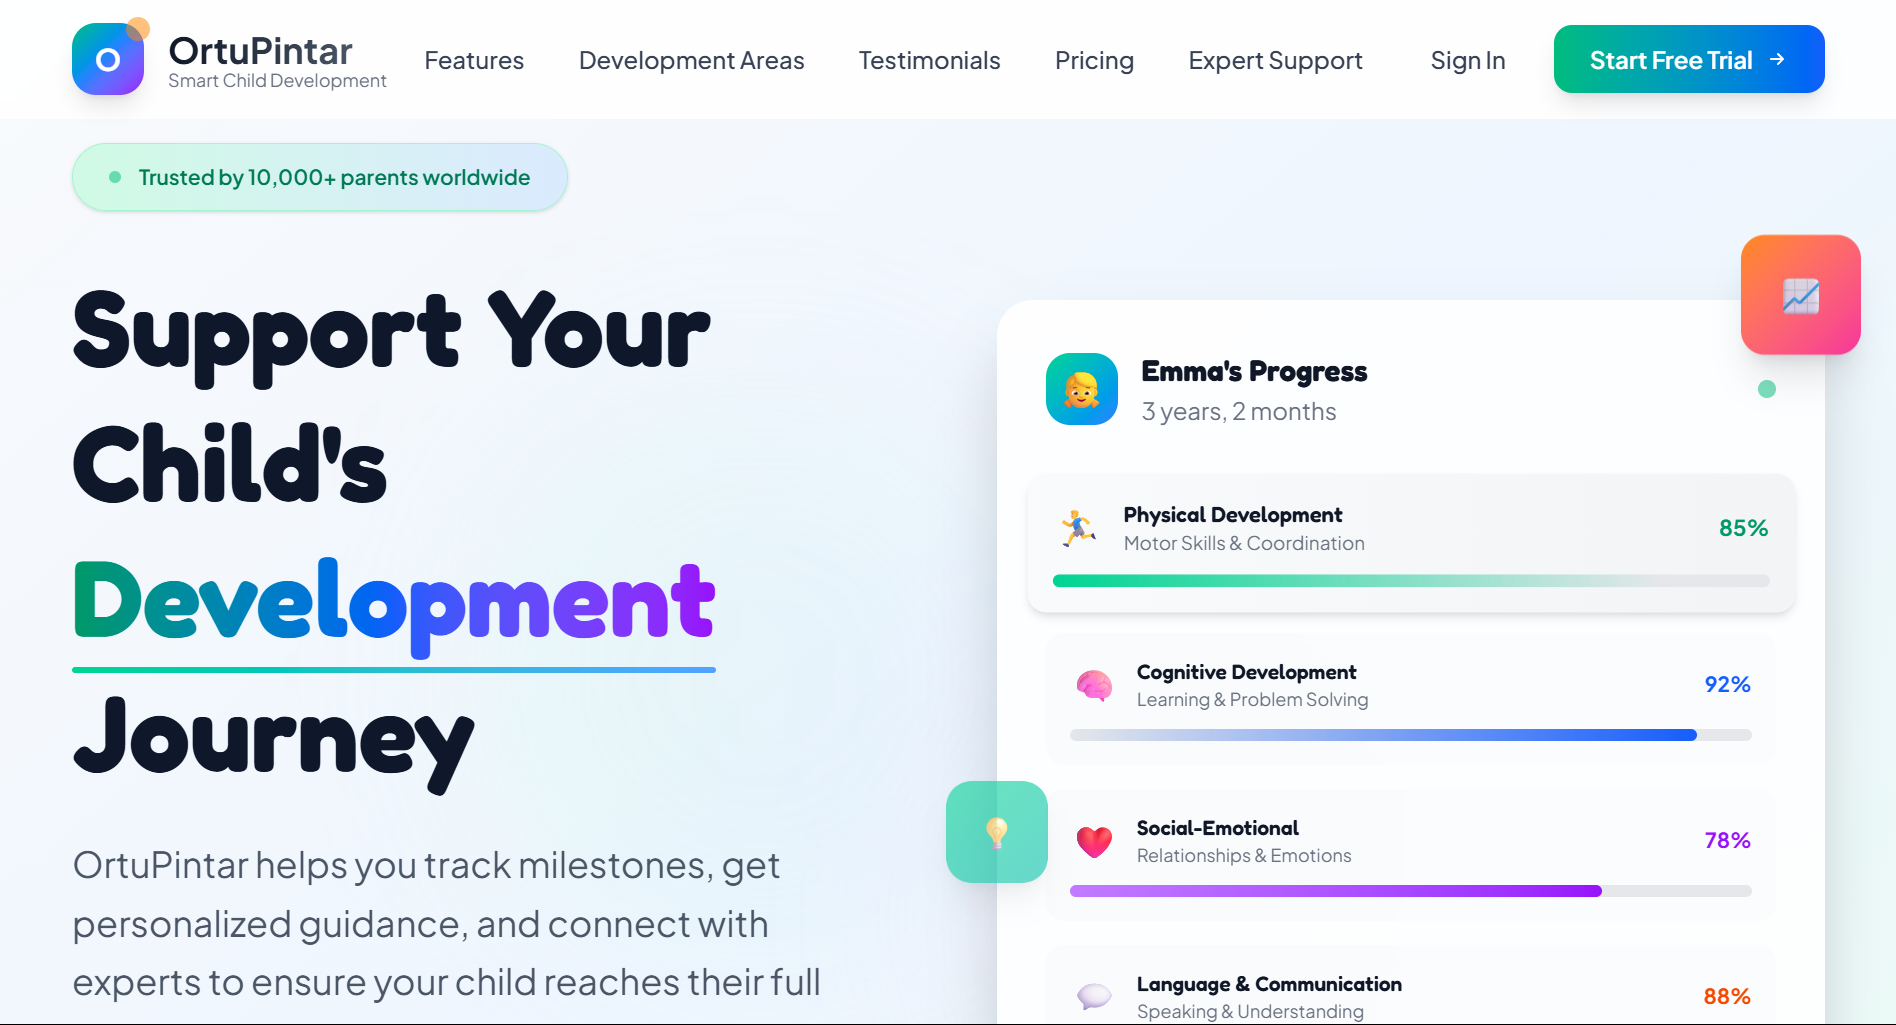 OrtuPintar
Smart Child Development
Features
Development Areas
Testimonials
Pricing
Expert Support
Sign In
Start Free Trial →
Trusted by 10,000+ parents worldwide
Support Your
Child's
Development
Journey
OrtuPintar helps you track milestones, get
personalized guidance, and connect with
experts to ensure your child reaches their full
Emma's Progress
3 years, 2 months
Physical Development
Motor Skills & Coordination
85%
Cognitive Development
Learning & Problem Solving
92%
Social-Emotional
Relationships & Emotions
78%
Language & Communication
Speaking & Understanding
88%